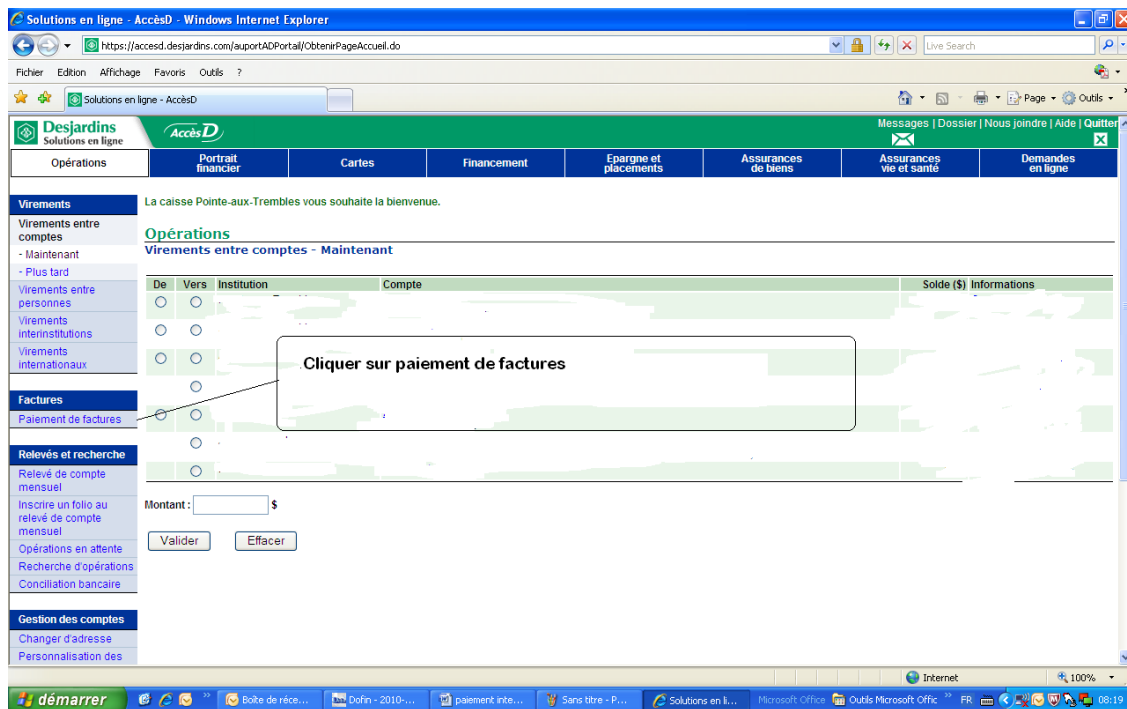 Solutions en ligne - AccèsD - Windows Internet Explorer
https://accesd.desjardins.com/auportADPortail/ObtenirPageAccueil.do
Live Search
Fichier Edition Affichage Favoris Outils ?
Solutions en ligne - AccèsD
Page Outils
Desjardins
Solutions en ligne
AccèsD
Messages | Dossier | Nous joindre | Aide | Quitter
Opérations
Portrait
financier
Cartes
Financement
Epargne et
placements
Assurances
de biens
Assurances
vie et santé
Demandes
en ligne
Virements
Virements entre
comptes
- Maintenant
- Plus tard
Virements entre
personnes
Virements
interinstitutions
Virements
internationaux
Factures
Paiement de factures
Relevés et recherche
Relevé de compte
mensuel
Inscrire un folio au
relevé de compte
mensuel
Opérations en attente
Recherche d'opérations
Conciliation bancaire
Gestion des comptes
Changer d'adresse
Personnalisation des
La caisse Pointe-aux-Trembles vous souhaite la bienvenue.
Opérations
Virements entre comptes - Maintenant
De Vers Institution Compte Solde ($) Informations
Cliquer sur paiement de factures
Montant : $
Valider Effacer
Internet 100%
démarrer
Boîte de réce...
Dofin - 2010-...
paiement inte...
Sans titre - P...
Solutions en li...
Microsoft Office
Outils Microsoft Offic
FR
08:19